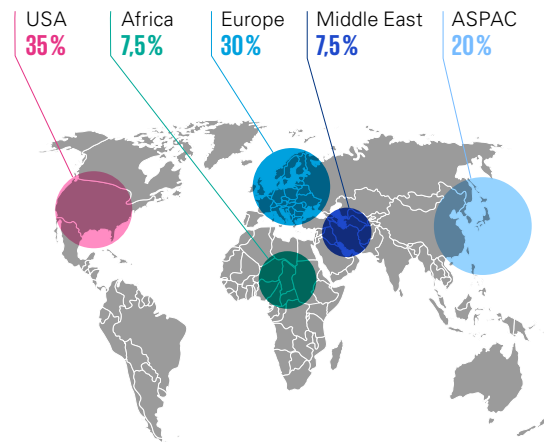 USA
35%
Africa
7,5%
Europe
30%
Middle East
7,5%
ASPAC
20%